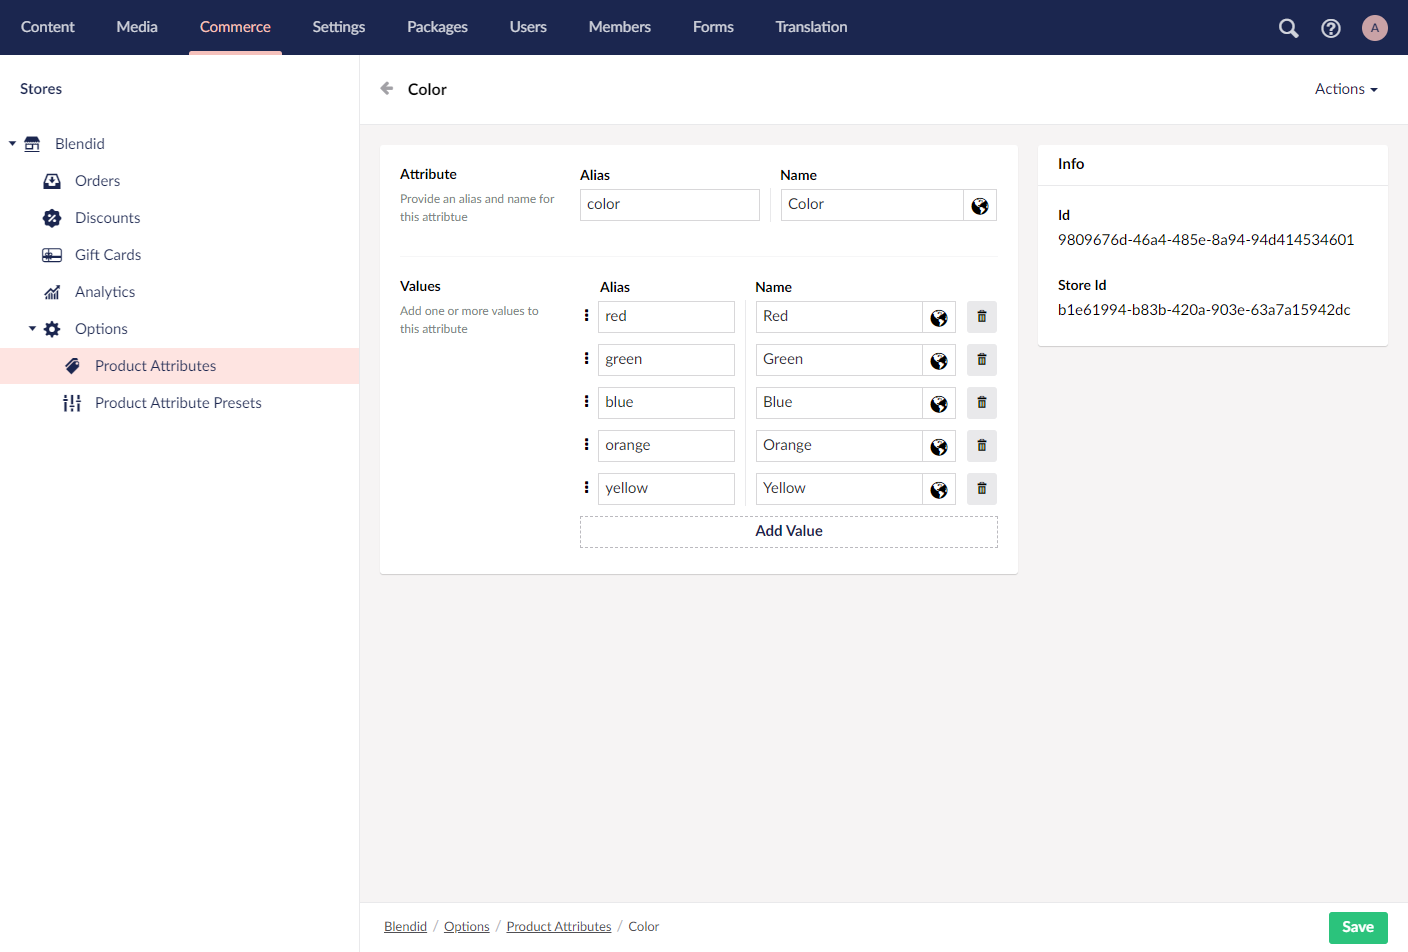 Content Media Commerce Settings Packages Users Members Forms Translation A
Stores
Blendid
Orders
Discounts
Gift Cards
Analytics
Options
Product Attributes
Product Attribute Presets
Color
Actions
Attribute
Provide an alias and name for
this attribtue
Alias Name
color Color
Values
Add one or more values to
this attribute
Alias Name
red Red
green Green
blue Blue
orange Orange
yellow Yellow
Add Value
Info
Id
9809676d-46a4-485e-8a94-94d414534601
Store Id
b1e61994-b83b-420a-903e-63a7a15942dc
Blendid / Options / Product Attributes / Color
Save